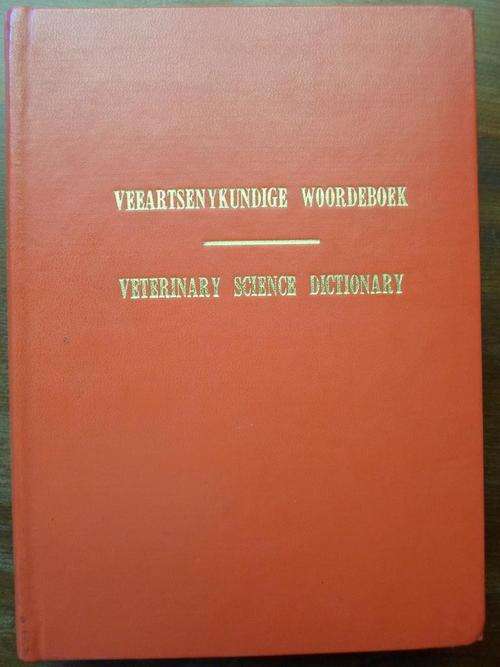 VEEARTSENYKUNDIGE WOORDEBOEK
VETERINARY SCIENCE DICTIONARY